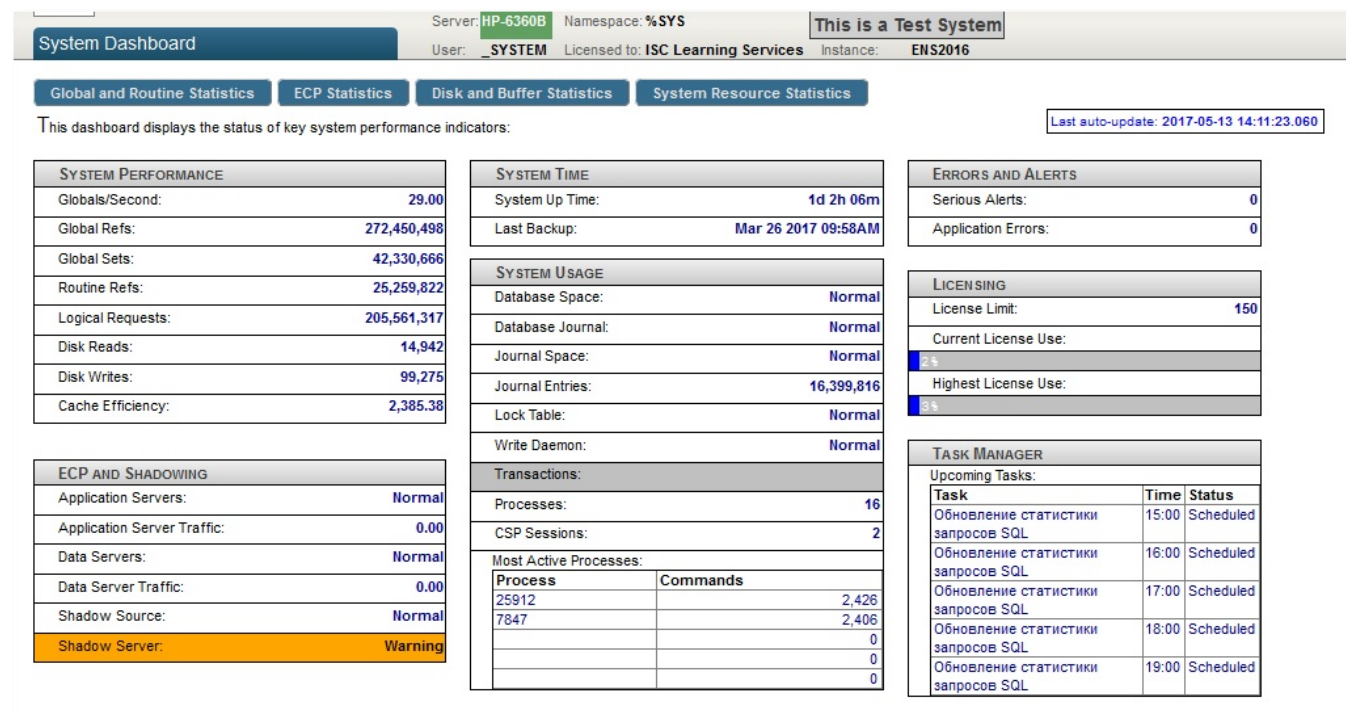 Server: HP-6360B Namespace: %SYS This is a Test System
System Dashboard
User: _SYSTEM Licensed to: ISC Learning Services Instance: ENS2016
Global and Routine Statistics ECP Statistics Disk and Buffer Statistics System Resource Statistics
This dashboard displays the status of key system performance indicators:
Last auto-update: 2017-05-13 14:11:23.060
SYSTEM PERFORMANCE
Globals/Second: 29.00
Global Refs: 272,450,498
Global Sets: 42,330,666
Routine Refs: 25,259,822
Logical Requests: 205,561,317
Disk Reads: 14,942
Disk Writes: 99,275
Cache Efficiency: 2,385.38
ECP AND SHADOWING
Application Servers: Normal
Application Server Traffic: 0.00
Data Servers: Normal
Data Server Traffic: 0.00
Shadow Source: Normal
Shadow Server: Warning
SYSTEM TIME
System Up Time: 1d 2h 06m
Last Backup: Mar 26 2017 09:58AM
SYSTEM USAGE
Database Space: Normal
Database Journal: Normal
Journal Space: Normal
Journal Entries: 16,399,816
Lock Table: Normal
Write Daemon: Normal
Transactions:
Processes: 16
CSP Sessions: 2
Most Active Processes:
Process Commands
25912 2,426
7847 2,406
0
0
0
ERRORS AND ALERTS
Serious Alerts: 0
Application Errors: 0
LICENSING
License Limit: 150
Current License Use:
2%
Highest License Use:
3%
TASK MANAGER
Upcoming Tasks:
Task Time Status
Обновление статистики 15:00 Scheduled
запросов SQL
Обновление статистики 16:00 Scheduled
запросов SQL
Обновление статистики 17:00 Scheduled
запросов SQL
Обновление статистики 18:00 Scheduled
запросов SQL
Обновление статистики 19:00 Scheduled
запросов SQL